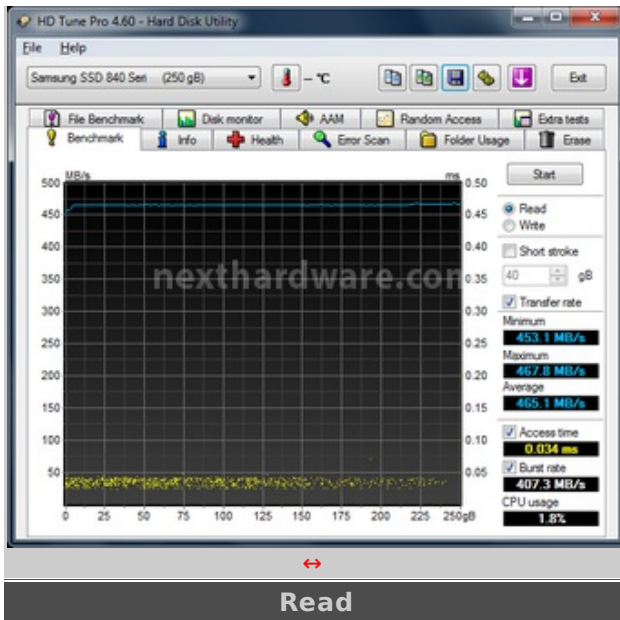 HD Tune Pro 4.60 - Hard Disk Utility
File Help
Samsung SSD 840 Seri (250 gB) – °C Exit
File Benchmark Disk monitor AAM Random Access Extra tests
Benchmark Info Health Error Scan Folder Usage Erase
MB/s ms
500 0.50
450 0.45
400 0.40
350 0.35
300 0.30
250 0.25
200 0.20
150 0.15
100 0.10
50 0.05
0 25 50 75 100 125 150 175 200 225 250gB
nexthardware.com
Start
Read
Write
Short stroke
40 gB
Transfer rate
Minimum
453.1 MB/s
Maximum
467.8 MB/s
Average
465.1 MB/s
Access time
0.034 ms
Burst rate
407.3 MB/s
CPU usage
1.8%
Read